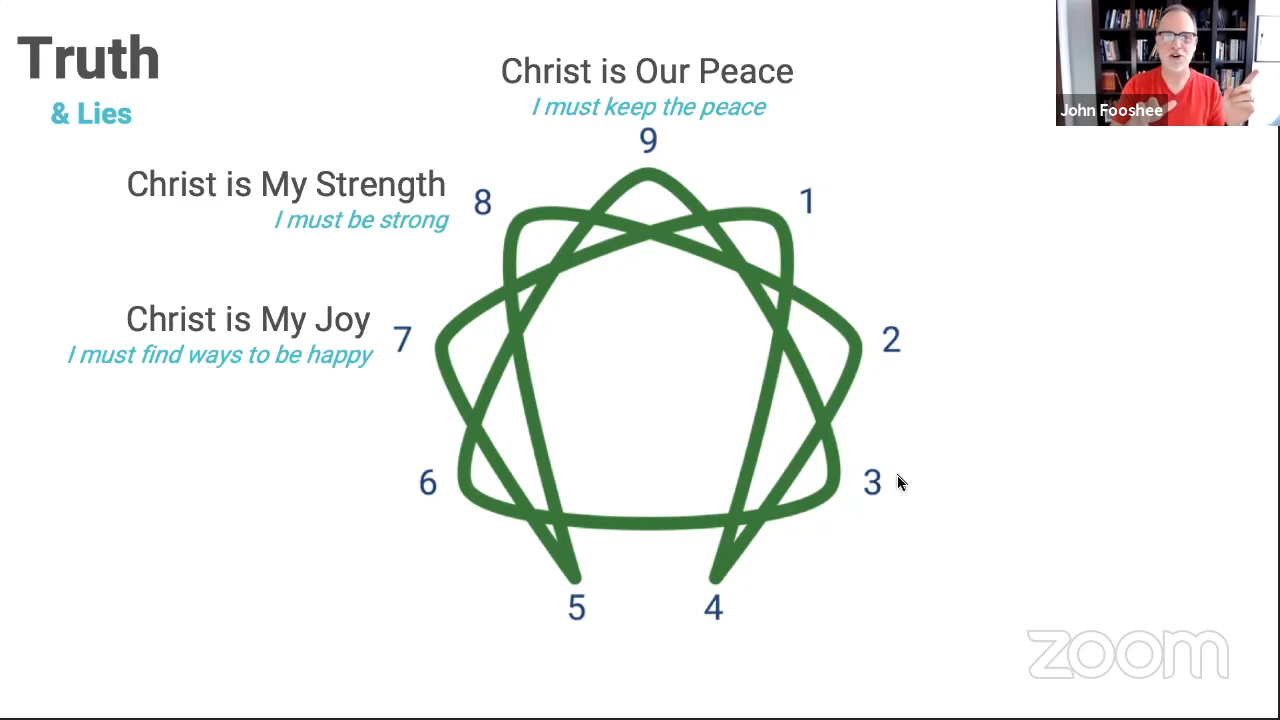 Truth
& Lies
John Fooshee
Christ is Our Peace
I must keep the peace
9
Christ is My Strength
I must be strong
8
1
Christ is My Joy
I must find ways to be happy
7
2
6
3
5
4
zoom